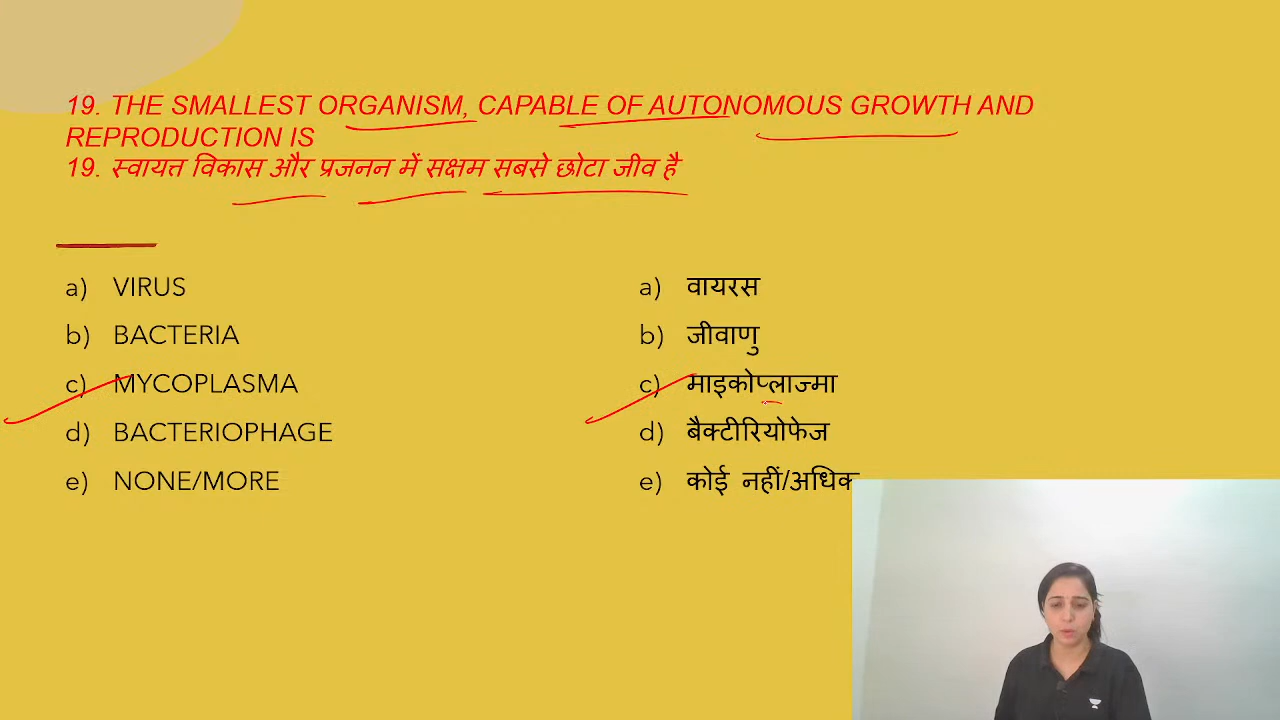 19. THE SMALLEST ORGANISM, CAPABLE OF AUTONOMOUS GROWTH AND
REPRODUCTION IS
19. स्वायत्त विकास और प्रजनन में सक्षम सबसे छोटा जीव है
a) VIRUS
b) BACTERIA
c) MYCOPLASMA
d) BACTERIOPHAGE
e) NONE/MORE
a) वायरस
b) जीवाणु
c) माइकोप्लाज्मा
d) बैक्टीरियोफेज
e) कोई नहीं/अधिक